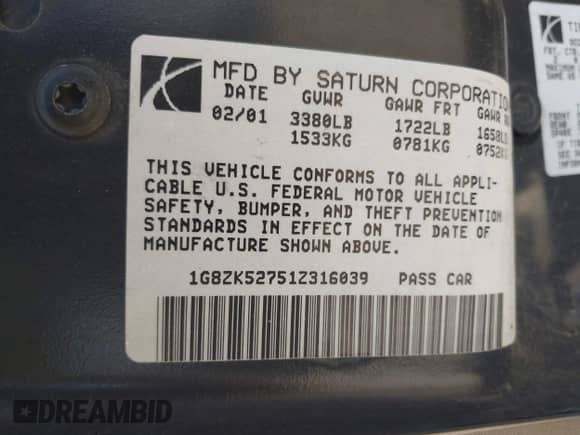 MFD BY SATURN CORPORATION
DATE GVWR GAWR FRT GAWR
02/01 3380LB 1722LB 1658LB
1533KG 0781KG 0752KG
THIS VEHICLE CONFORMS TO ALL APPLI-
CABLE U.S. FEDERAL MOTOR VEHICLE
SAFETY, BUMPER, AND THEFT PREVENTION
STANDARDS IN EFFECT ON THE DATE OF
MANUFACTURE SHOWN ABOVE.
1G8ZK52751Z316039 PASS CAR
DREAMBID